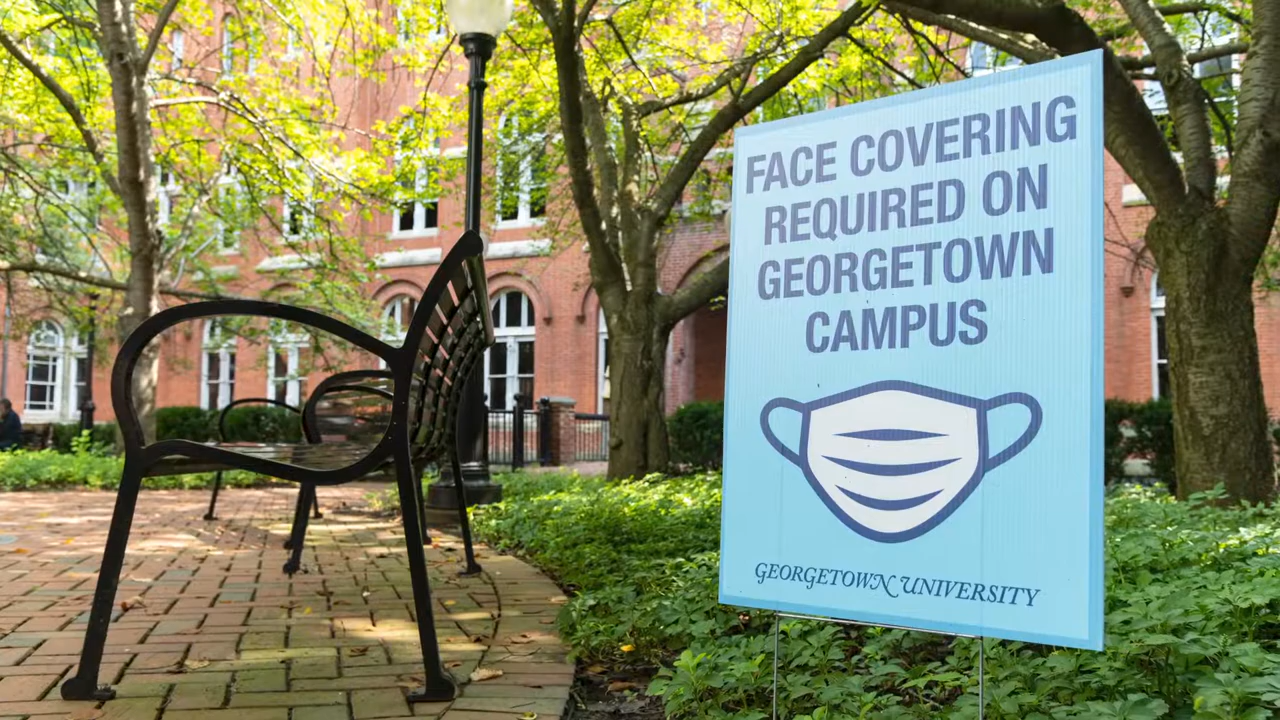 FACE COVERING
REQUIRED ON
GEORGETOWN
CAMPUS
GEORGETOWN UNIVERSITY